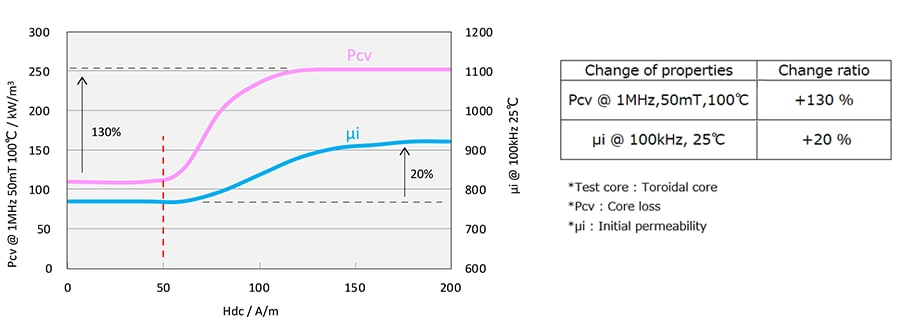 300
250
200
150
100
50
0
Pcv @ 1MHz 50mT 100℃ / kW/m³
0
50
100
150
200
Hdc / A/m
1200
1100
1000
900
800
700
600
µi @ 100kHz 25℃
Pcv
130%
µi
20%
Change of properties Change ratio
Pcv @ 1MHz,50mT,100℃ +130 %
µi @ 100kHz, 25℃ +20 %
*Test core : Toroidal core
*Pcv : Core loss
*µi : Initial permeability